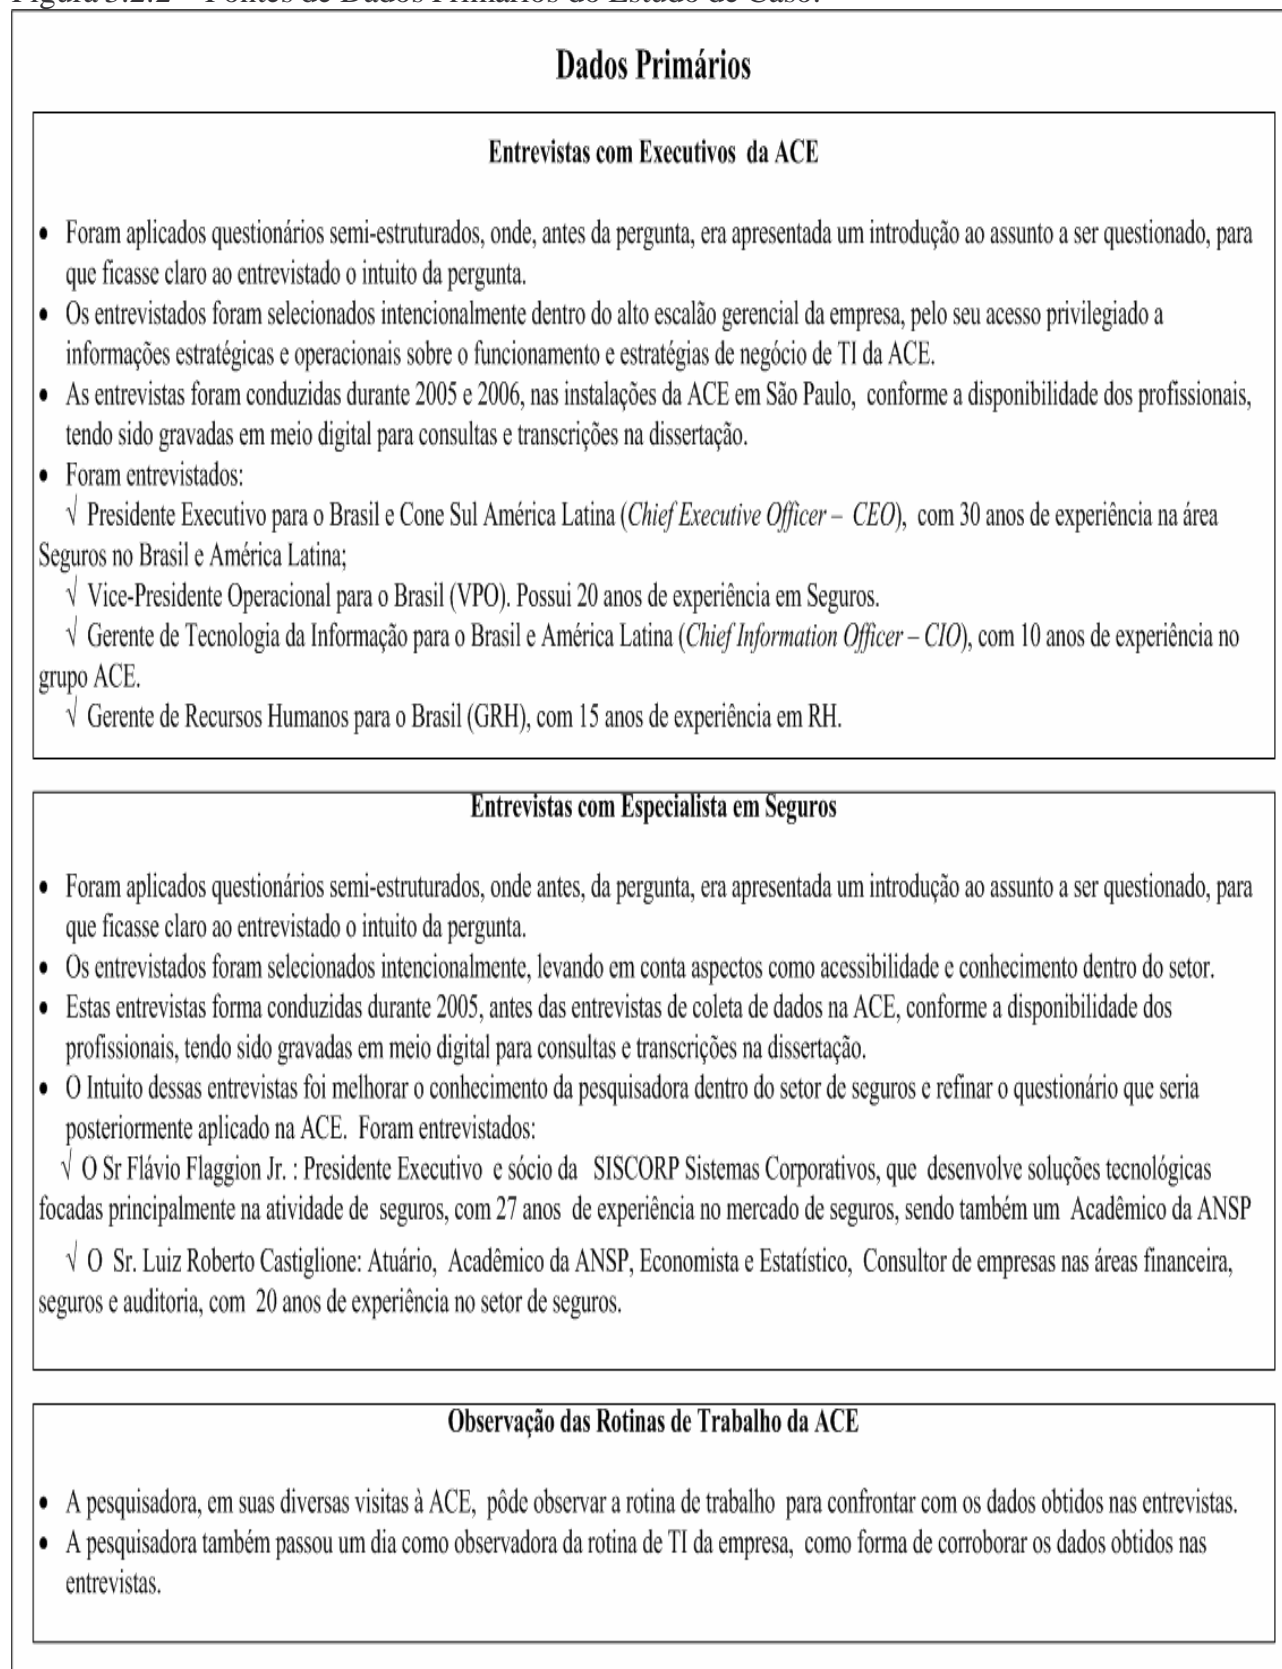 Figura 3.2.2 – Fontes de Dados Primários do Estudo de Caso.
Dados Primários
Entrevistas com Executivos da ACE
• Foram aplicados questionários semi-estruturados, onde, antes da pergunta, era apresentada um introdução ao assunto a ser questionado, para
que ficasse claro ao entrevistado o intuito da pergunta.
• Os entrevistados foram selecionados intencionalmente dentro do alto escalão gerencial da empresa, pelo seu acesso privilegiado a
informações estratégicas e operacionais sobre o funcionamento e estratégias de negócio de TI da ACE.
• As entrevistas foram conduzidas durante 2005 e 2006, nas instalações da ACE em São Paulo, conforme a disponibilidade dos profissionais,
tendo sido gravadas em meio digital para consultas e transcrições na dissertação.
• Foram entrevistados:
√ Presidente Executivo para o Brasil e Cone Sul América Latina (Chief Executive Officer – CEO), com 30 anos de experiência na área
Seguros no Brasil e América Latina;
√ Vice-Presidente Operacional para o Brasil (VPO). Possui 20 anos de experiência em Seguros.
√ Gerente de Tecnologia da Informação para o Brasil e América Latina (Chief Information Officer – CIO), com 10 anos de experiência no
grupo ACE.
√ Gerente de Recursos Humanos para o Brasil (GRH), com 15 anos de experiência em RH.
Entrevistas com Especialista em Seguros
• Foram aplicados questionários semi-estruturados, onde antes, da pergunta, era apresentada um introdução ao assunto a ser questionado, para
que ficasse claro ao entrevistado o intuito da pergunta.
• Os entrevistados foram selecionados intencionalmente, levando em conta aspectos como acessibilidade e conhecimento dentro do setor.
• Estas entrevistas forma conduzidas durante 2005, antes das entrevistas de coleta de dados na ACE, conforme a disponibilidade dos
profissionais, tendo sido gravadas em meio digital para consultas e transcrições na dissertação.
• O Intuito dessas entrevistas foi melhorar o conhecimento da pesquisadora dentro do setor de seguros e refinar o questionário que seria
posteriormente aplicado na ACE. Foram entrevistados:
√ O Sr Flávio Flaggion Jr. : Presidente Executivo e sócio da SISCORP Sistemas Corporativos, que desenvolve soluções tecnológicas
focadas principalmente na atividade de seguros, com 27 anos de experiência no mercado de seguros, sendo também um Acadêmico da ANSP
√ O Sr. Luiz Roberto Castiglione: Atuário, Acadêmico da ANSP, Economista e Estatístico, Consultor de empresas nas áreas financeira,
seguros e auditoria, com 20 anos de experiência no setor de seguros.
Observação das Rotinas de Trabalho da ACE
• A pesquisadora, em suas diversas visitas à ACE, pôde observar a rotina de trabalho para confrontar com os dados obtidos nas entrevistas.
• A pesquisadora também passou um dia como observadora da rotina de TI da empresa, como forma de corroborar os dados obtidos nas
entrevistas.